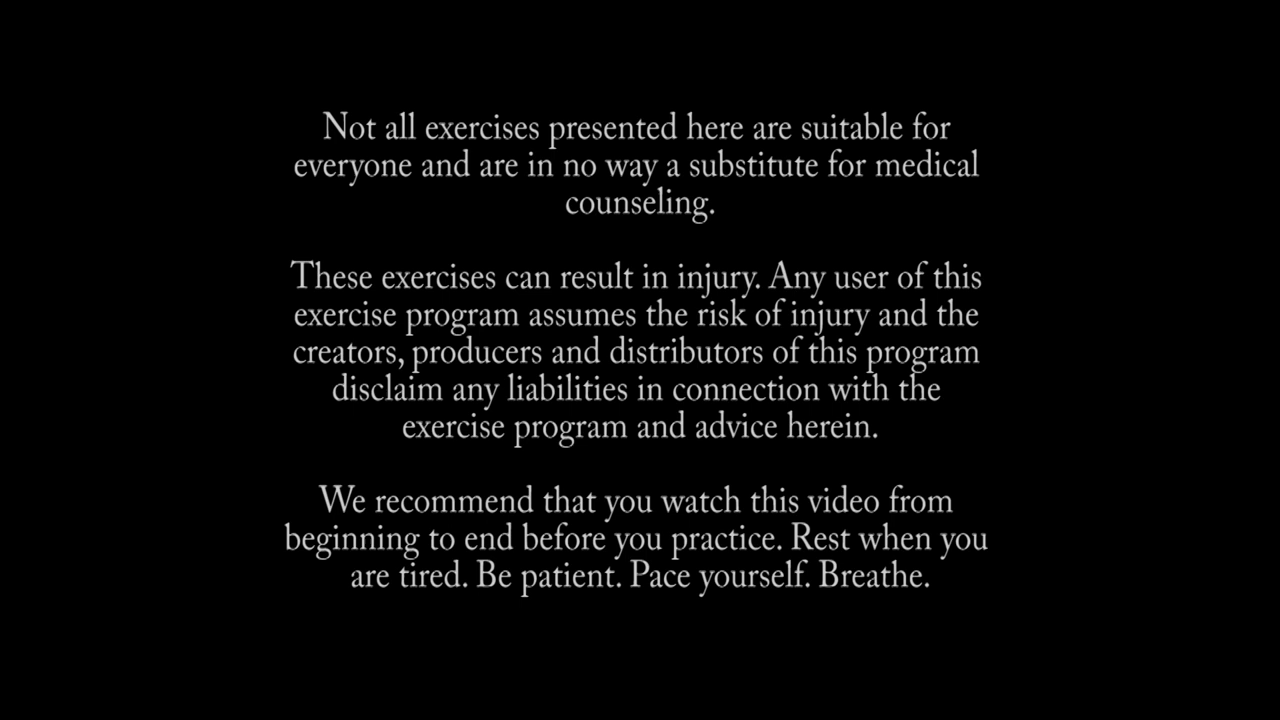 Not all exercises presented here are suitable for
everyone and are in no way a substitute for medical
counseling.
These exercises can result in injury. Any user of this
exercise program assumes the risk of injury and the
creators, producers and distributors of this program
disclaim any liabilities in connection with the
exercise program and advice herein.
We recommend that you watch this video from
beginning to end before you practice. Rest when you
are tired. Be patient. Pace yourself. Breathe.